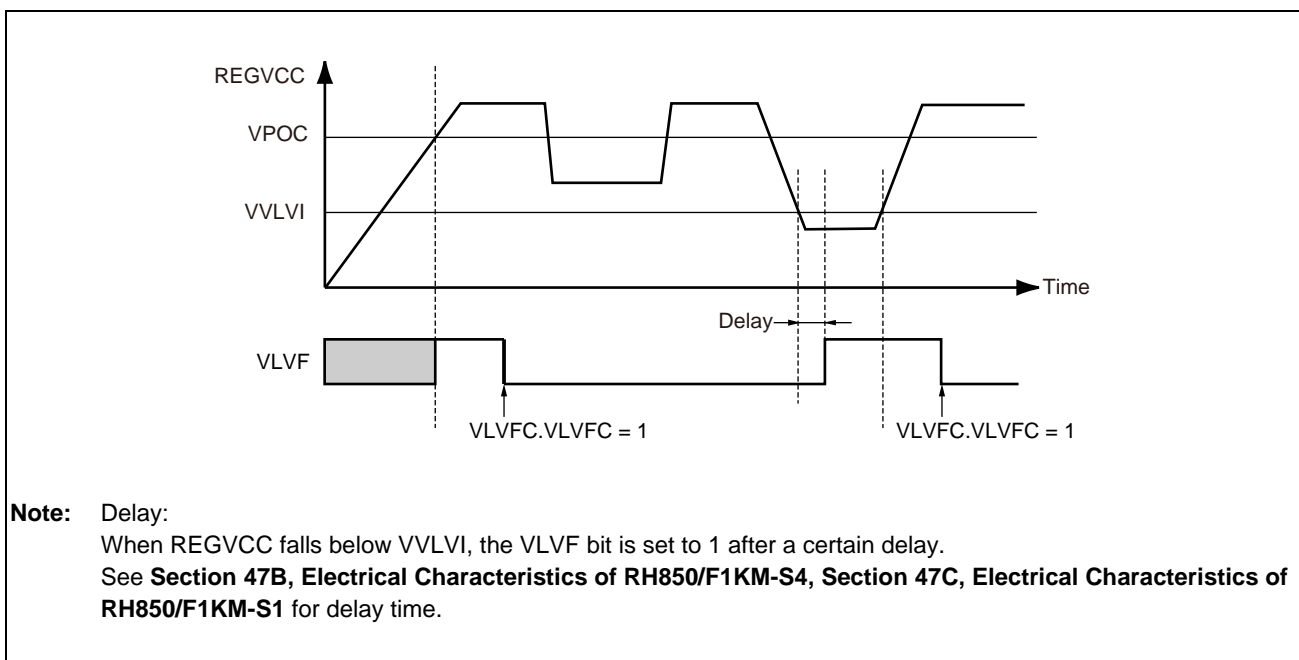 REGVCC
VPOC
VVLVI
Time
Delay
VLVF
VLVFC.VLVFC = 1
VLVFC.VLVFC = 1
Note: Delay:
When REGVCC falls below VVLVI, the VLVF bit is set to 1 after a certain delay.
See Section 47B, Electrical Characteristics of RH850/F1KM-S4, Section 47C, Electrical Characteristics of
RH850/F1KM-S1 for delay time.